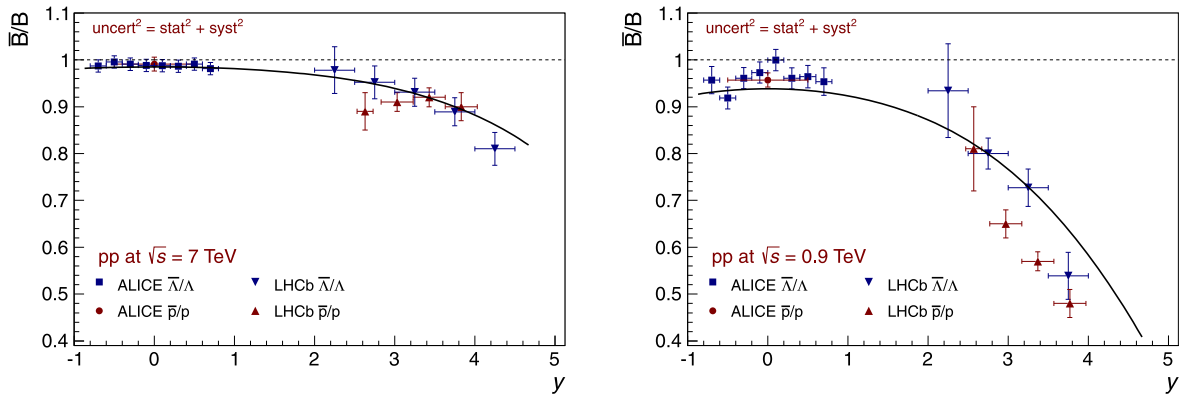 B̅/B
uncert² = stat² + syst²
1.1
1
0.9
0.8
0.7
0.6
0.5
0.4
pp at √s = 7 TeV
ALICE Λ̅/Λ
LHCb Λ̅/Λ
ALICE p̅/p
LHCb p̅/p
-1 0 1 2 3 4 5
y
B̅/B
uncert² = stat² + syst²
1.1
1
0.9
0.8
0.7
0.6
0.5
0.4
pp at √s = 0.9 TeV
ALICE Λ̅/Λ
LHCb Λ̅/Λ
ALICE p̅/p
LHCb p̅/p
-1 0 1 2 3 4 5
y